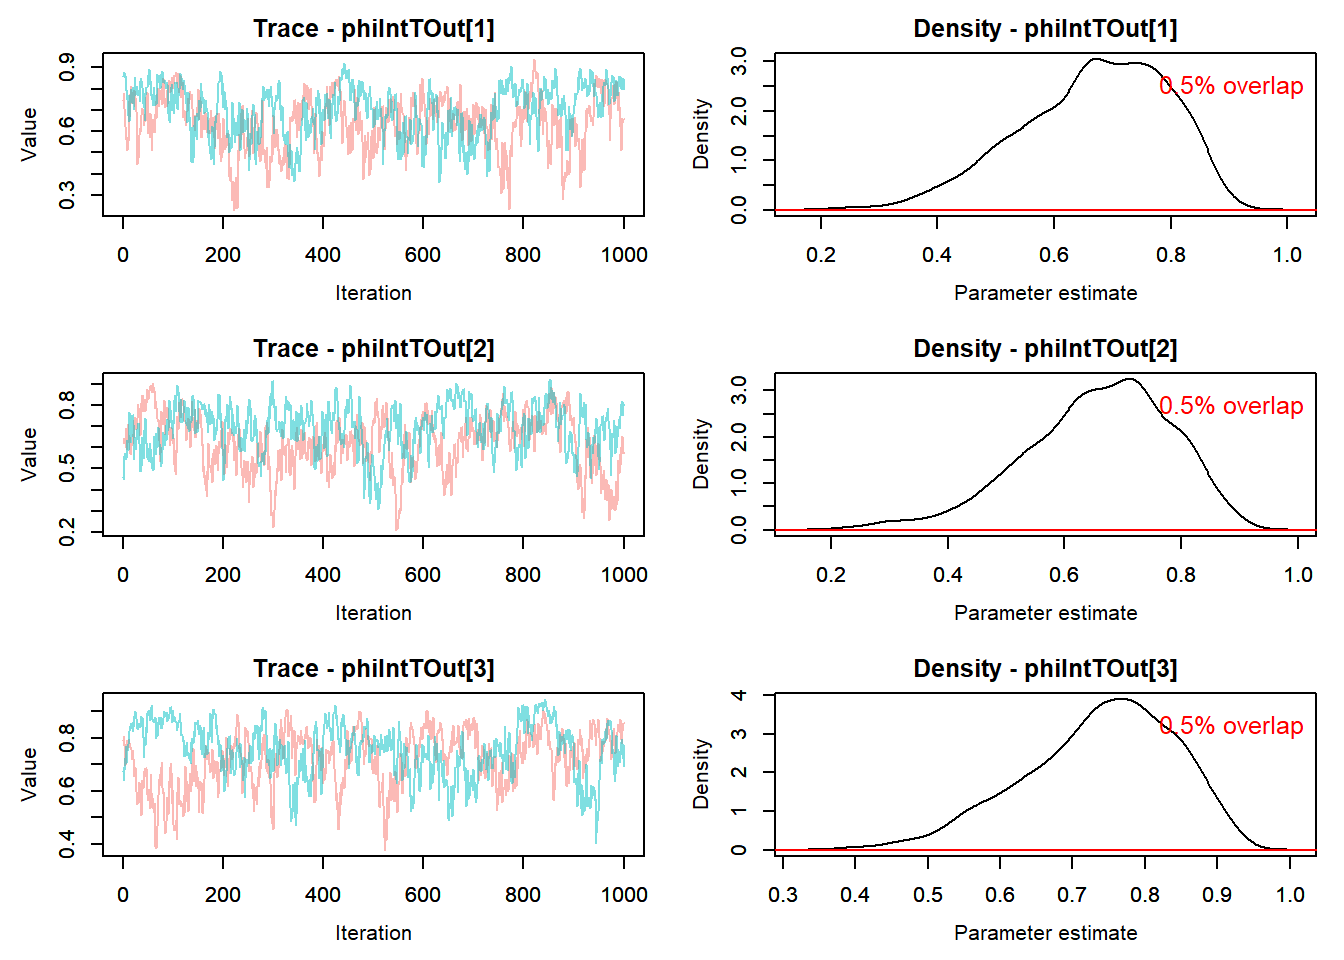 Trace - phiIntTOut[1]
Value
0.3 0.6 0.9
0 200 400 600 800 1000
Iteration
Density - phiIntTOut[1]
0.5% overlap
Density
0.0 1.0 2.0 3.0
0.2 0.4 0.6 0.8 1.0
Parameter estimate
Trace - phiIntTOut[2]
Value
0.2 0.5 0.8
0 200 400 600 800 1000
Iteration
Density - phiIntTOut[2]
0.5% overlap
Density
0.0 1.0 2.0 3.0
0.2 0.4 0.6 0.8 1.0
Parameter estimate
Trace - phiIntTOut[3]
Value
0.4 0.6 0.8
0 200 400 600 800 1000
Iteration
Density - phiIntTOut[3]
0.5% overlap
Density
0 1 2 3 4
0.3 0.4 0.5 0.6 0.7 0.8 0.9 1.0
Parameter estimate